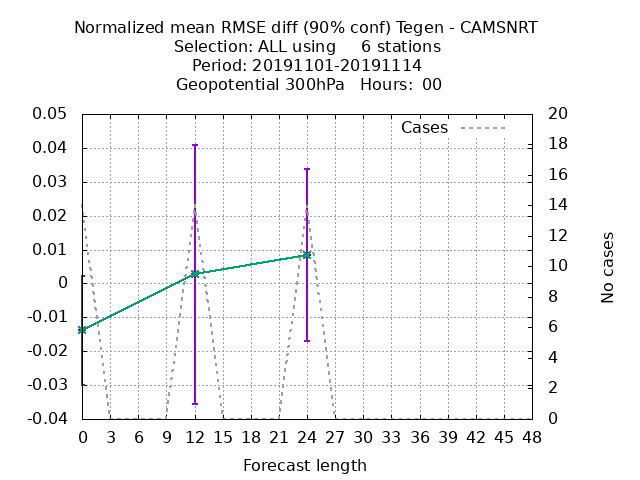 Normalized mean RMSE diff (90% conf) Tegen - CAMSNRT
Selection: ALL using 6 stations
Period: 20191101-20191114
Geopotential 300hPa Hours: 00
Cases
0.05
0.04
0.03
0.02
0.01
0
-0.01
-0.02
-0.03
-0.04
20
18
16
14
12
10
8
6
4
2
0
No cases
0 3 6 9 12 15 18 21 24 27 30 33 36 39 42 45 48
Forecast length